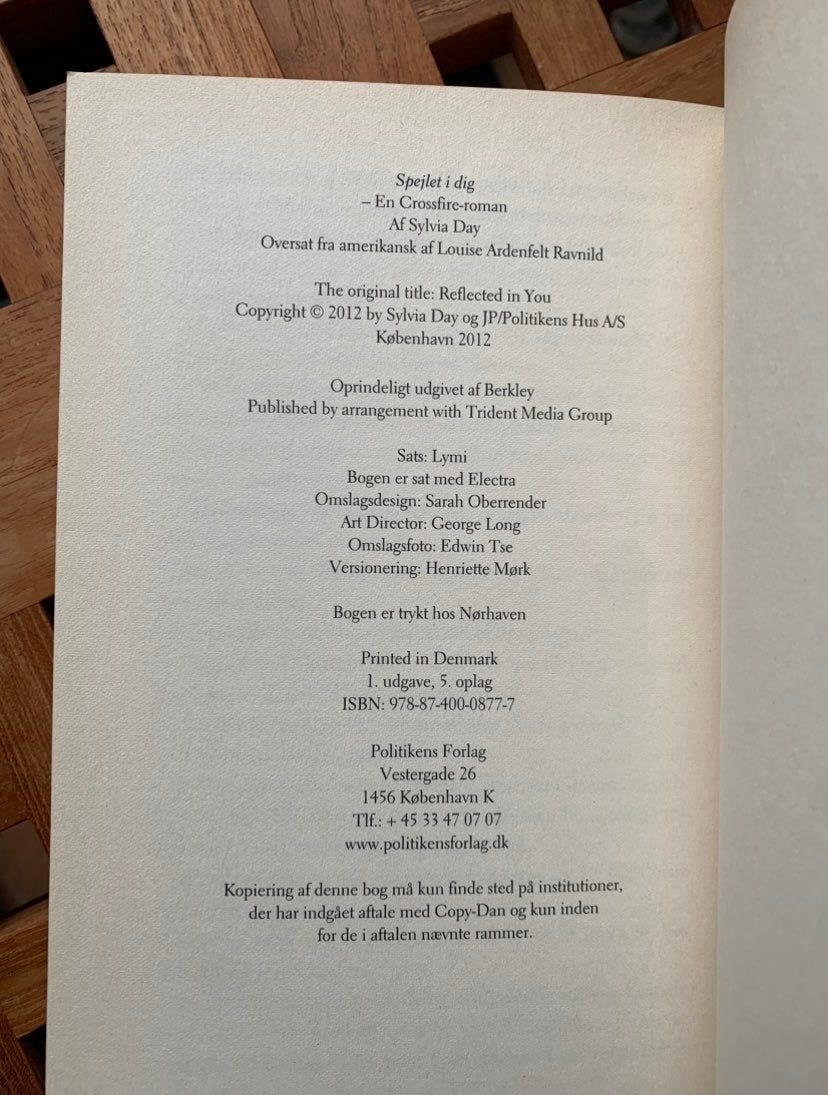 Spejlet i dig
– En Crossfire-roman
Af Sylvia Day
Oversat fra amerikansk af Louise Ardenfelt Ravnild
The original title: Reflected in You
Copyright © 2012 by Sylvia Day og JP/Politikens Hus A/S
København 2012
Oprindeligt udgivet af Berkley
Published by arrangement with Trident Media Group
Sats: Lymi
Bogen er sat med Electra
Omslagsdesign: Sarah Oberrender
Art Director: George Long
Omslagsfoto: Edwin Tse
Versionering: Henriette Mørk
Bogen er trykt hos Nørhaven
Printed in Denmark
1. udgave, 5. oplag
ISBN: 978-87-400-0877-7
Politikens Forlag
Vestergade 26
1456 København K
Tlf.: + 45 33 47 07 07
www.politikensforlag.dk
Kopiering af denne bog må kun finde sted på institutioner,
der har indgået aftale med Copy-Dan og kun inden
for de i aftalen nævnte rammer.